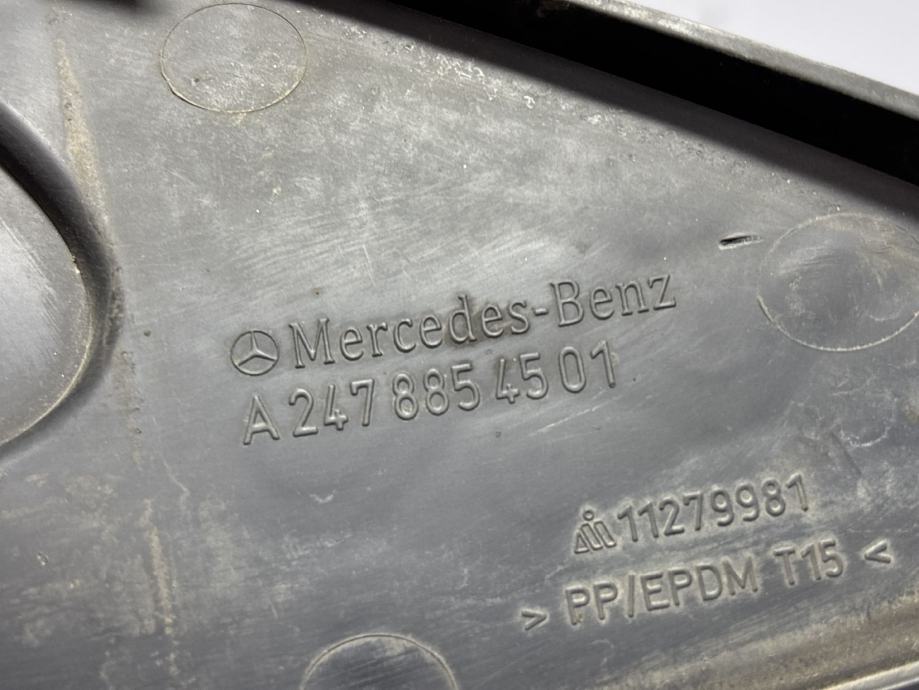 Mercedes-Benz
A 247 885 45 01
11279981
> PP/EPDM T15 <